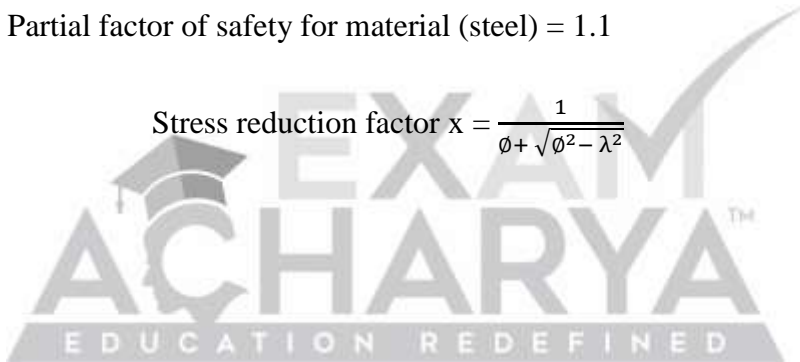 Partial factor of safety for material (steel) = 1.1
Stress reduction factor x = 1 / (∅ + √(∅² − λ²))
EXAM
ACHARYA
TM
EDUCATION REDEFINED